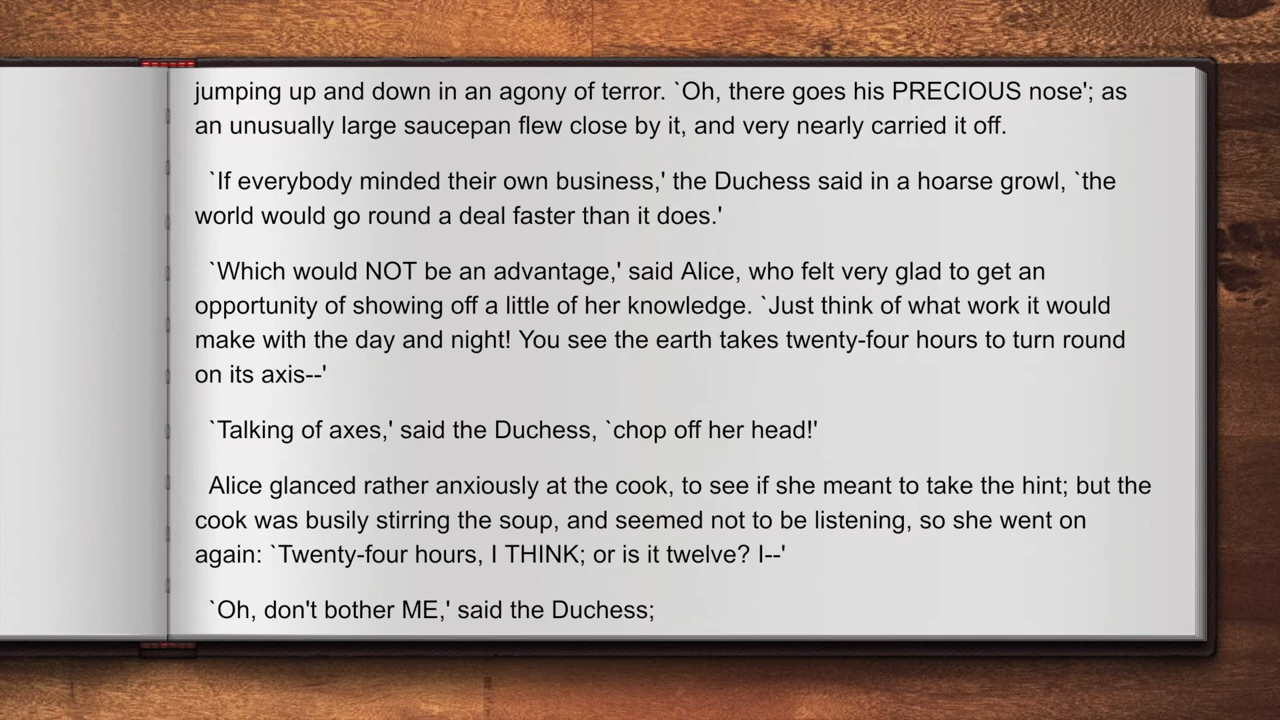 jumping up and down in an agony of terror. `Oh, there goes his PRECIOUS nose'; as
an unusually large saucepan flew close by it, and very nearly carried it off.
`If everybody minded their own business,' the Duchess said in a hoarse growl, `the
world would go round a deal faster than it does.'
`Which would NOT be an advantage,' said Alice, who felt very glad to get an
opportunity of showing off a little of her knowledge. `Just think of what work it would
make with the day and night! You see the earth takes twenty-four hours to turn round
on its axis--'
`Talking of axes,' said the Duchess, `chop off her head!'
Alice glanced rather anxiously at the cook, to see if she meant to take the hint; but the
cook was busily stirring the soup, and seemed not to be listening, so she went on
again: `Twenty-four hours, I THINK; or is it twelve? I--'
`Oh, don't bother ME,' said the Duchess;